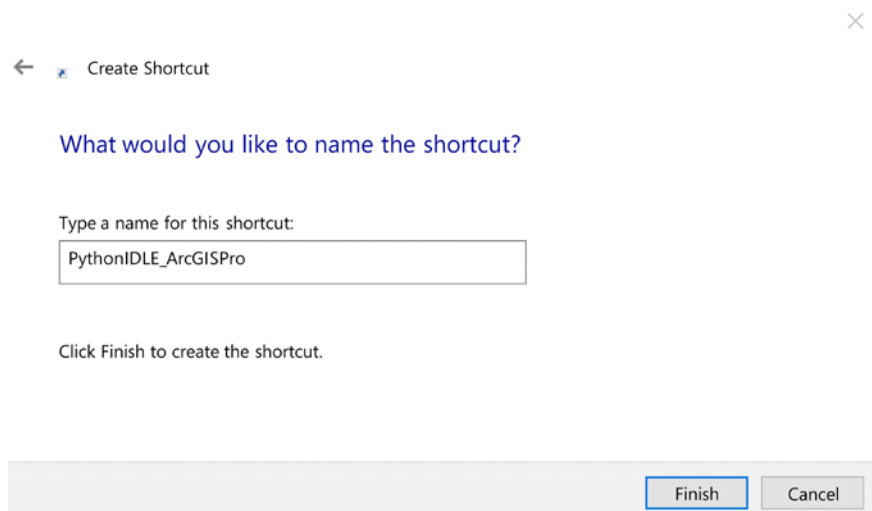 Create Shortcut
What would you like to name the shortcut?
Type a name for this shortcut:
PythonIDLE_ArcGISPro
Click Finish to create the shortcut.
Finish
Cancel